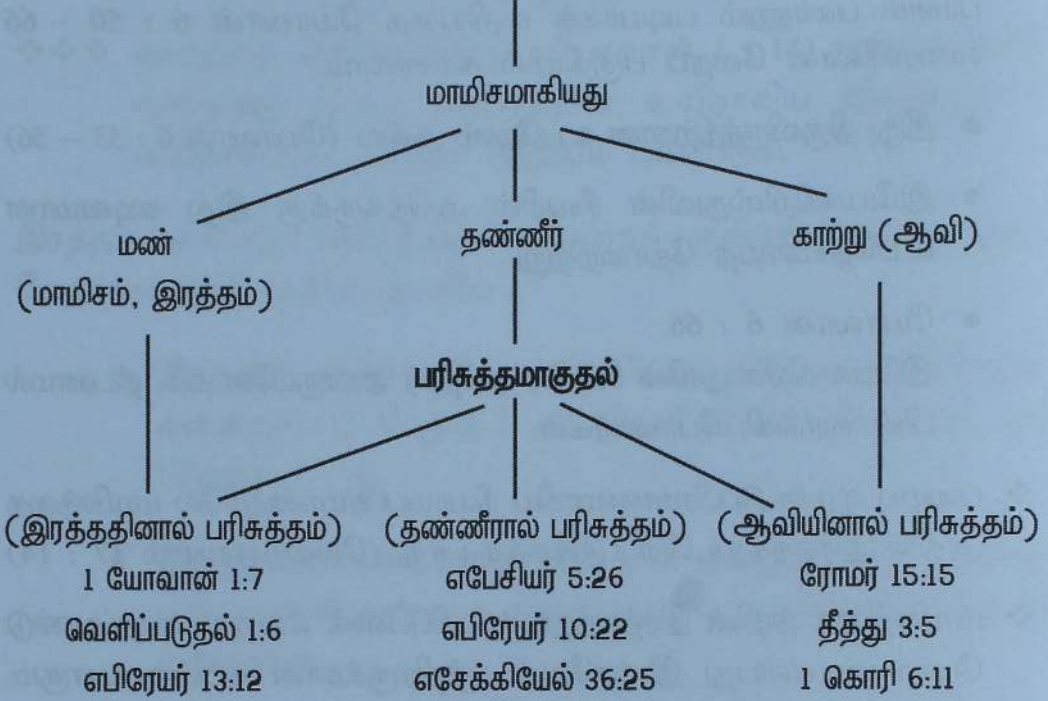 மாமிசமாகியது
மண் தண்ணீர் காற்று (ஆவி)
(மாமிசம், இரத்தம்)
பரிசுத்தமாகுதல்
(இரத்ததினால் பரிசுத்தம்) (தண்ணீரால் பரிசுத்தம்) (ஆவியினால் பரிசுத்தம்)
1 யோவான் 1:7 எபேசியர் 5:26 ரோமர் 15:15
வெளிப்படுதல் 1:6 எபிரேயர் 10:22 தீத்து 3:5
எபிரேயர் 13:12 எசேக்கியேல் 36:25 1 கொரி 6:11